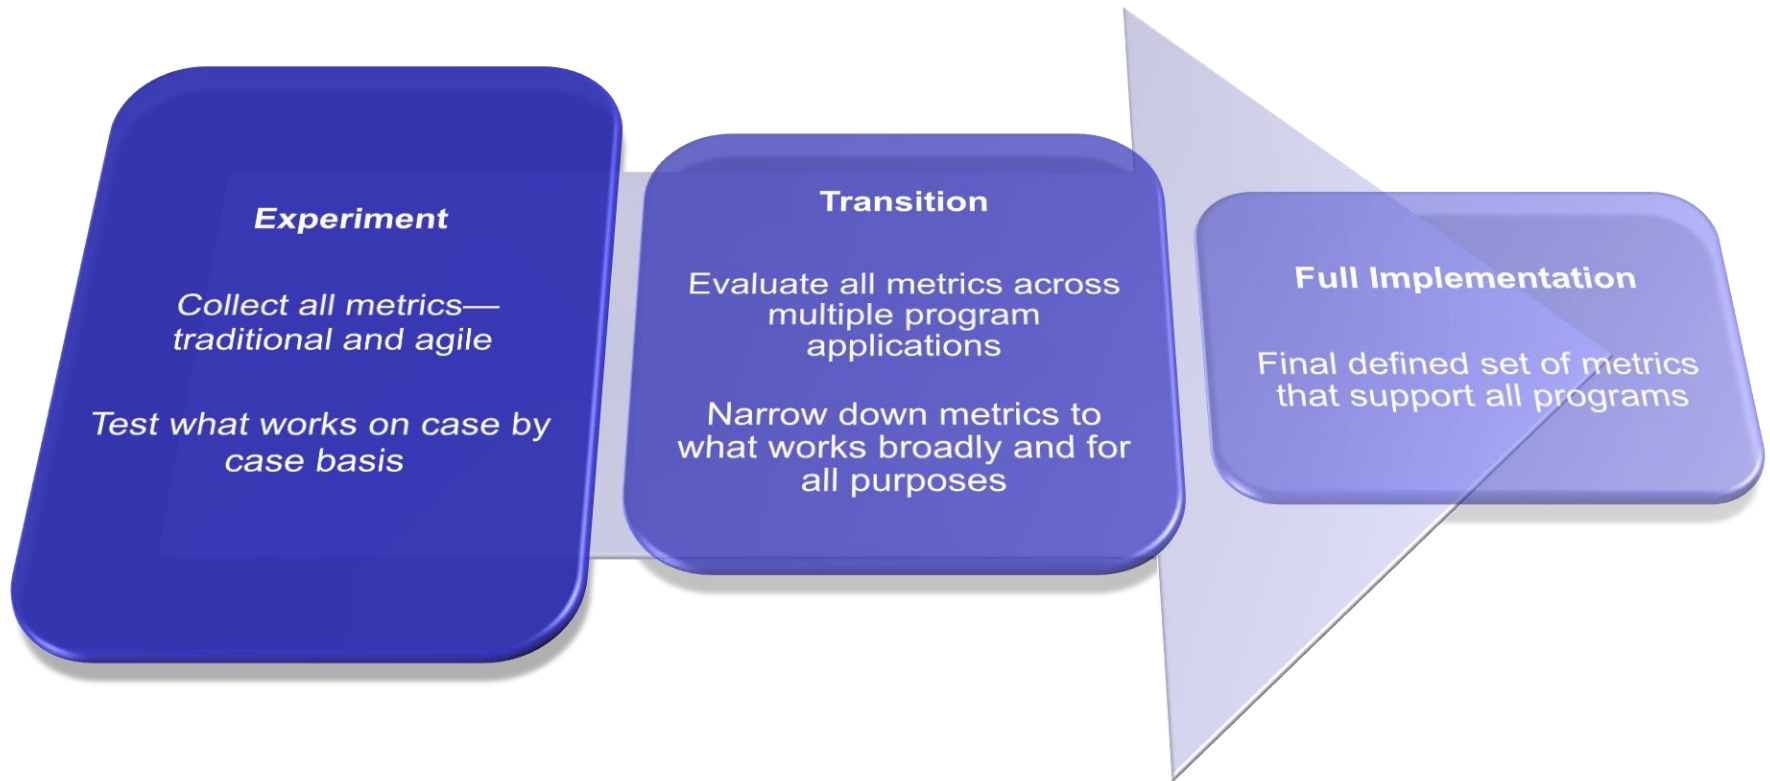 Experiment
Collect all metrics—
traditional and agile
Test what works on case by
case basis
Transition
Evaluate all metrics across
multiple program
applications
Narrow down metrics to
what works broadly and for
all purposes
Full Implementation
Final defined set of metrics
that support all programs